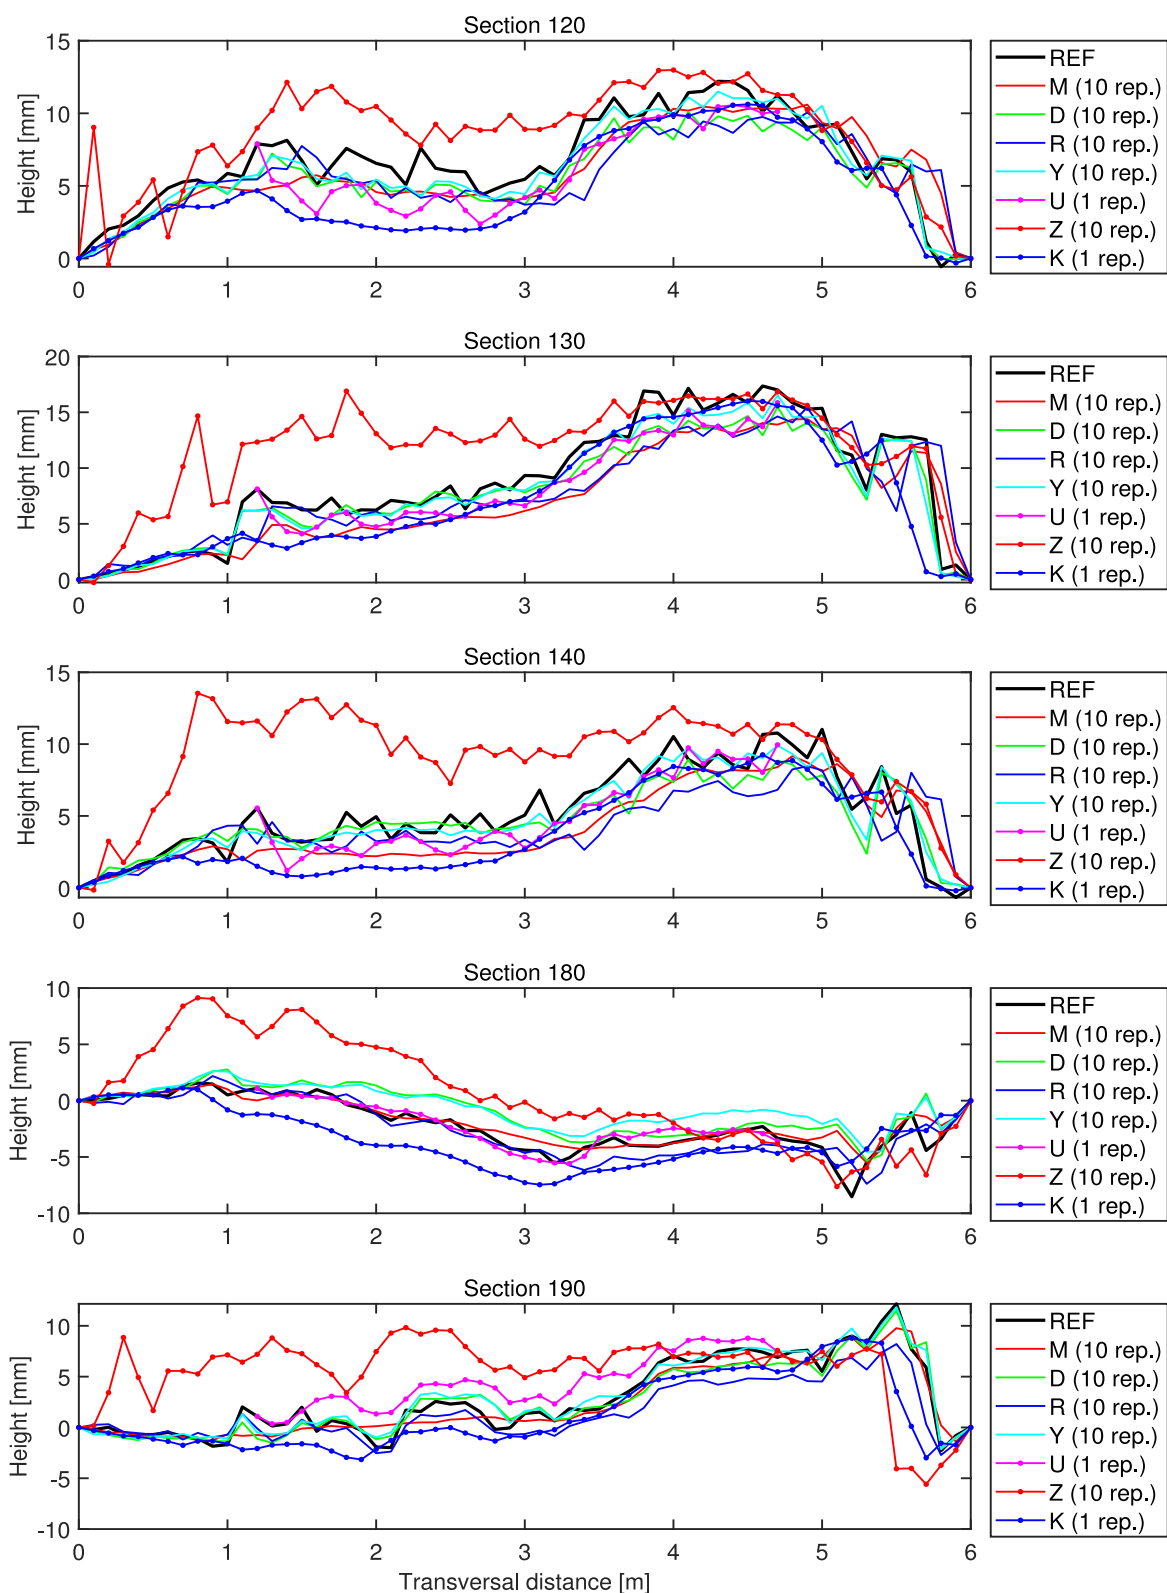 Section 120
Height [mm]
15
10
5
0
0 1 2 3 4 5 6
REF
M (10 rep.)
D (10 rep.)
R (10 rep.)
Y (10 rep.)
U (1 rep.)
Z (10 rep.)
K (1 rep.)
Section 130
Height [mm]
20
15
10
5
0
0 1 2 3 4 5 6
REF
M (10 rep.)
D (10 rep.)
R (10 rep.)
Y (10 rep.)
U (1 rep.)
Z (10 rep.)
K (1 rep.)
Section 140
Height [mm]
15
10
5
0
0 1 2 3 4 5 6
REF
M (10 rep.)
D (10 rep.)
R (10 rep.)
Y (10 rep.)
U (1 rep.)
Z (10 rep.)
K (1 rep.)
Section 180
Height [mm]
10
5
0
-5
-10
0 1 2 3 4 5 6
REF
M (10 rep.)
D (10 rep.)
R (10 rep.)
Y (10 rep.)
U (1 rep.)
Z (10 rep.)
K (1 rep.)
Section 190
Height [mm]
10
5
0
-5
-10
0 1 2 3 4 5 6
Transversal distance [m]
REF
M (10 rep.)
D (10 rep.)
R (10 rep.)
Y (10 rep.)
U (1 rep.)
Z (10 rep.)
K (1 rep.)